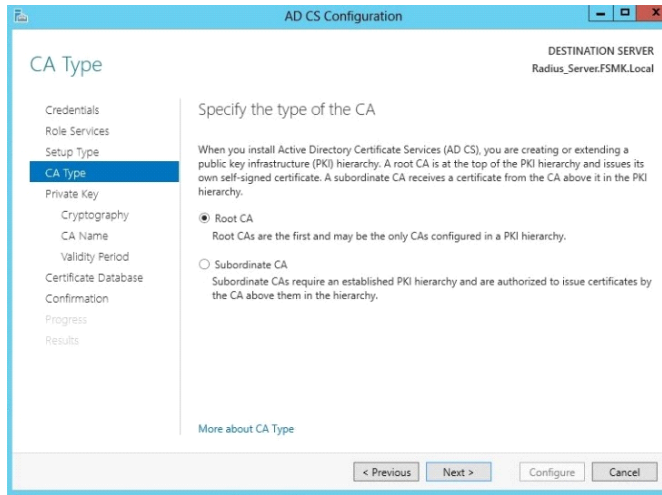 AD CS Configuration
CA Type
DESTINATION SERVER
Radius_Server.FSMK.Local
Credentials
Role Services
Setup Type
CA Type
Private Key
Cryptography
CA Name
Validity Period
Certificate Database
Confirmation
Progress
Results
Specify the type of the CA
When you install Active Directory Certificate Services (AD CS), you are creating or extending a
public key infrastructure (PKI) hierarchy. A root CA is at the top of the PKI hierarchy and issues its
own self-signed certificate. A subordinate CA receives a certificate from the CA above it in the PKI
hierarchy.
Root CA
Root CAs are the first and may be the only CAs configured in a PKI hierarchy.
Subordinate CA
Subordinate CAs require an established PKI hierarchy and are authorized to issue certificates by
the CA above them in the hierarchy.
More about CA Type
< Previous
Next >
Configure
Cancel